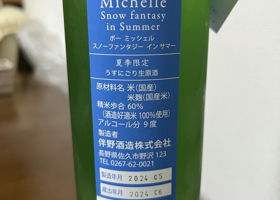 Michelle
Snow fantasy
in Summer
ボー ミッシェル
スノーファンタジー イン サマー
夏季限定
うすにごり生原酒
原材料名 米(国産)
米麹(国産米)
精米歩合 60%
(酒造好適米 100%使用)
アルコール分 9度
製造者
伴野酒造株式会社
長野県佐久市野沢 123
TEL 0267-62-0021
製造年月 2024 05
蔵出年月 2024 06